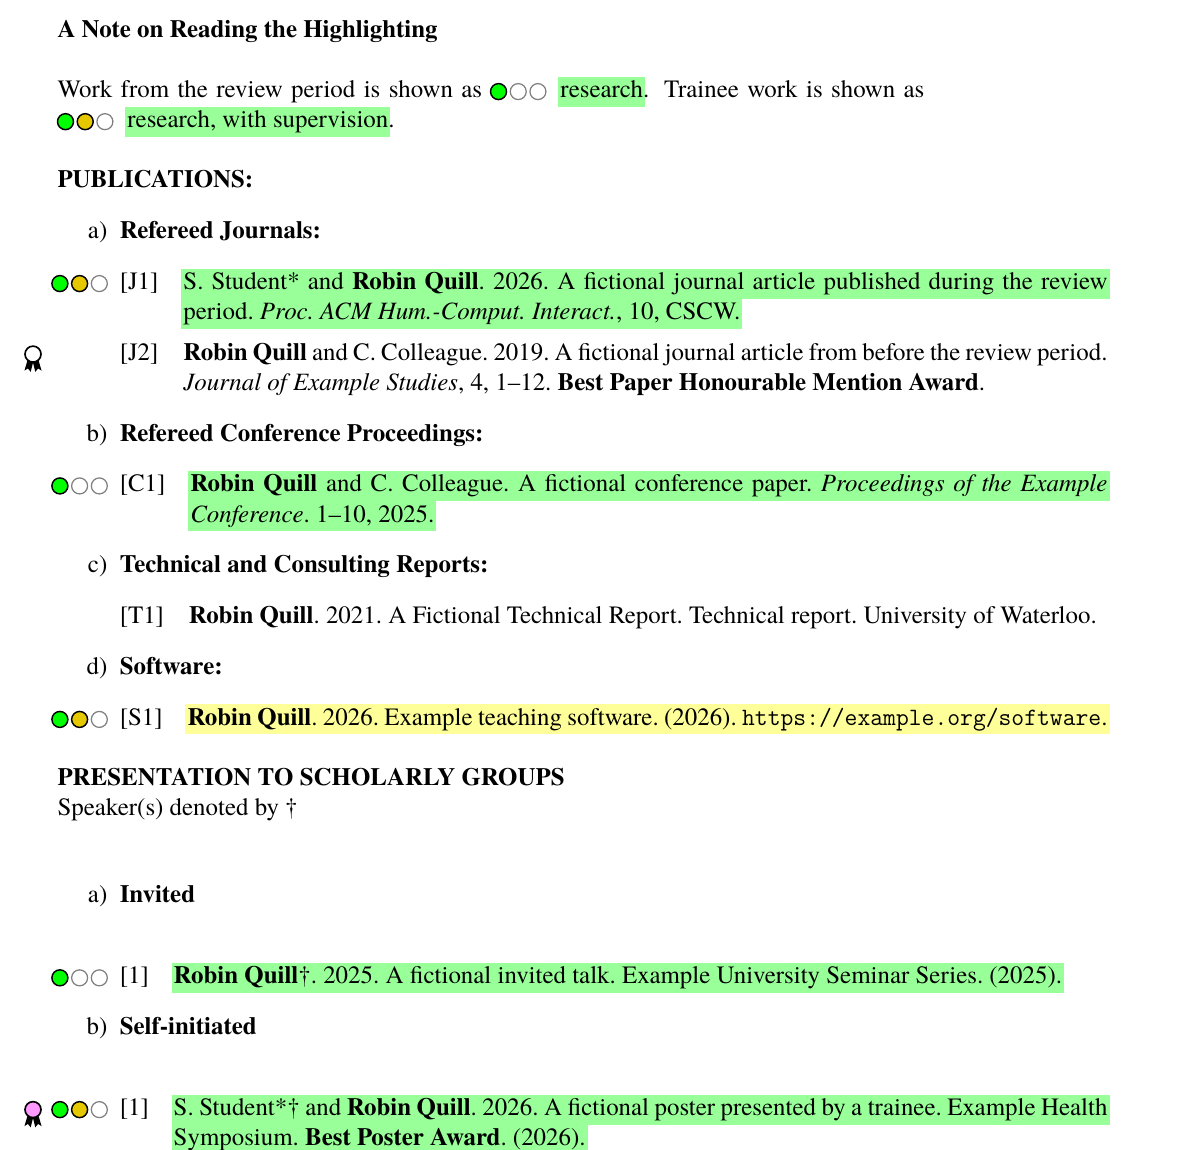 A Note on Reading the Highlighting
Work from the review period is shown as research. Trainee work is shown as
research, with supervision.
PUBLICATIONS:
a) Refereed Journals:
[J1] S. Student* and Robin Quill. 2026. A fictional journal article published during the review
period. Proc. ACM Hum.-Comput. Interact., 10, CSCW.
[J2] Robin Quill and C. Colleague. 2019. A fictional journal article from before the review period.
Journal of Example Studies, 4, 1–12. Best Paper Honourable Mention Award.
b) Refereed Conference Proceedings:
[C1] Robin Quill and C. Colleague. A fictional conference paper. Proceedings of the Example
Conference. 1–10, 2025.
c) Technical and Consulting Reports:
[T1] Robin Quill. 2021. A Fictional Technical Report. Technical report. University of Waterloo.
d) Software:
[S1] Robin Quill. 2026. Example teaching software. (2026). https://example.org/software.
PRESENTATION TO SCHOLARLY GROUPS
Speaker(s) denoted by †
a) Invited
[1] Robin Quill†. 2025. A fictional invited talk. Example University Seminar Series. (2025).
b) Self-initiated
[1] S. Student*† and Robin Quill. 2026. A fictional poster presented by a trainee. Example Health
Symposium. Best Poster Award. (2026).